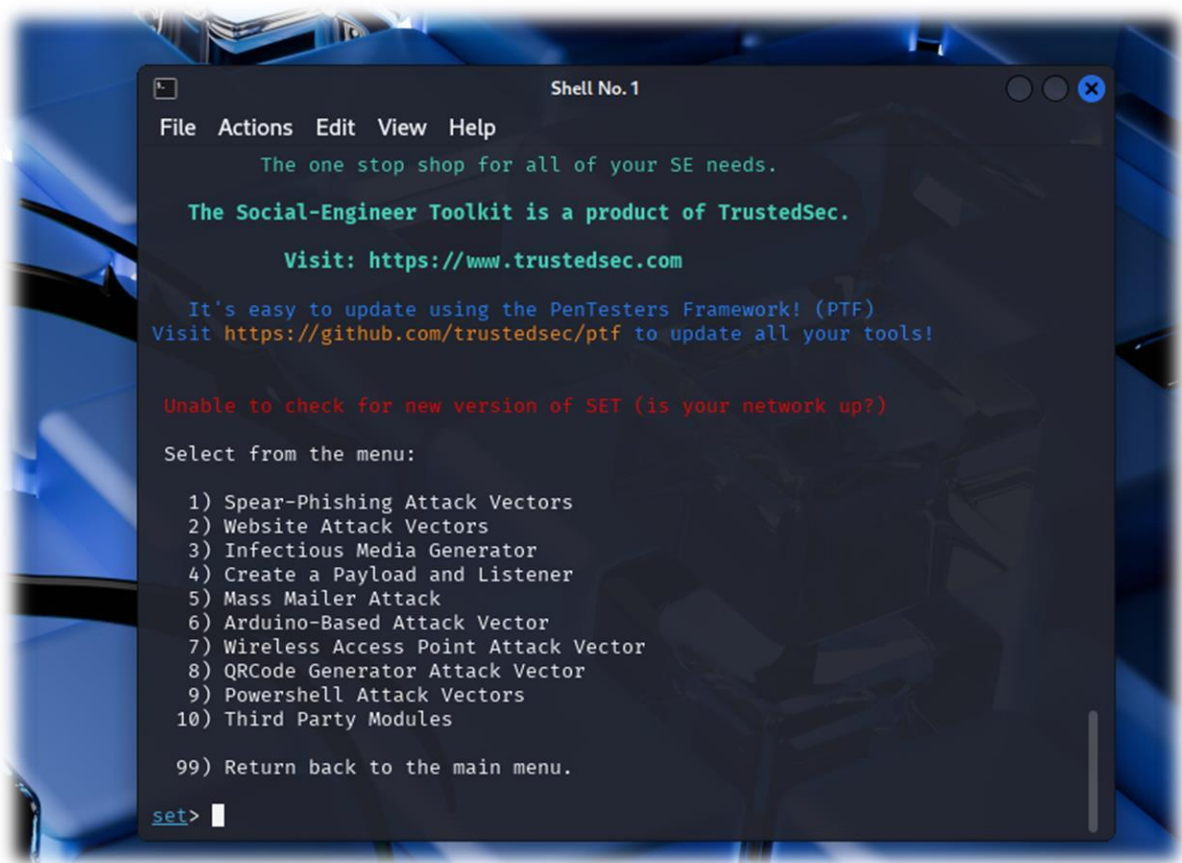 Shell No. 1
File Actions Edit View Help
The one stop shop for all of your SE needs.
The Social-Engineer Toolkit is a product of TrustedSec.
Visit: https://www.trustedsec.com
It's easy to update using the PenTesters Framework! (PTF)
Visit https://github.com/trustedsec/ptf to update all your tools!
Unable to check for new version of SET (is your network up?)
Select from the menu:
1) Spear-Phishing Attack Vectors
2) Website Attack Vectors
3) Infectious Media Generator
4) Create a Payload and Listener
5) Mass Mailer Attack
6) Arduino-Based Attack Vector
7) Wireless Access Point Attack Vector
8) QRCode Generator Attack Vector
9) Powershell Attack Vectors
10) Third Party Modules
99) Return back to the main menu.
set>